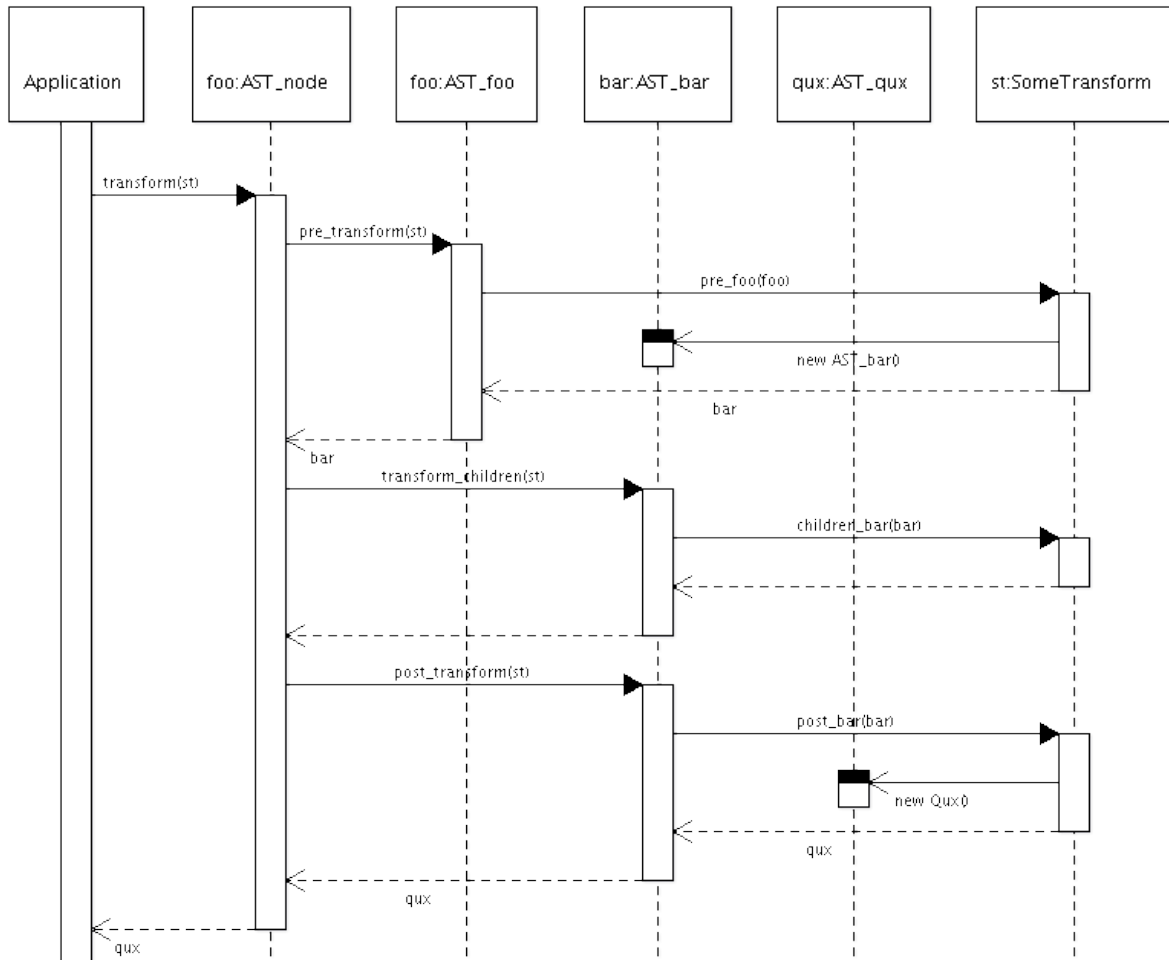 Application
foo:AST_node
foo:AST_foo
bar:AST_bar
qux:AST_qux
st:SomeTransform
transform(st)
pre_transform(st)
pre_foo(foo)
new AST_bar()
bar
bar
transform_children(st)
children_bar(bar)
post_transform(st)
post_bar(bar)
new Qux()
qux
qux
qux